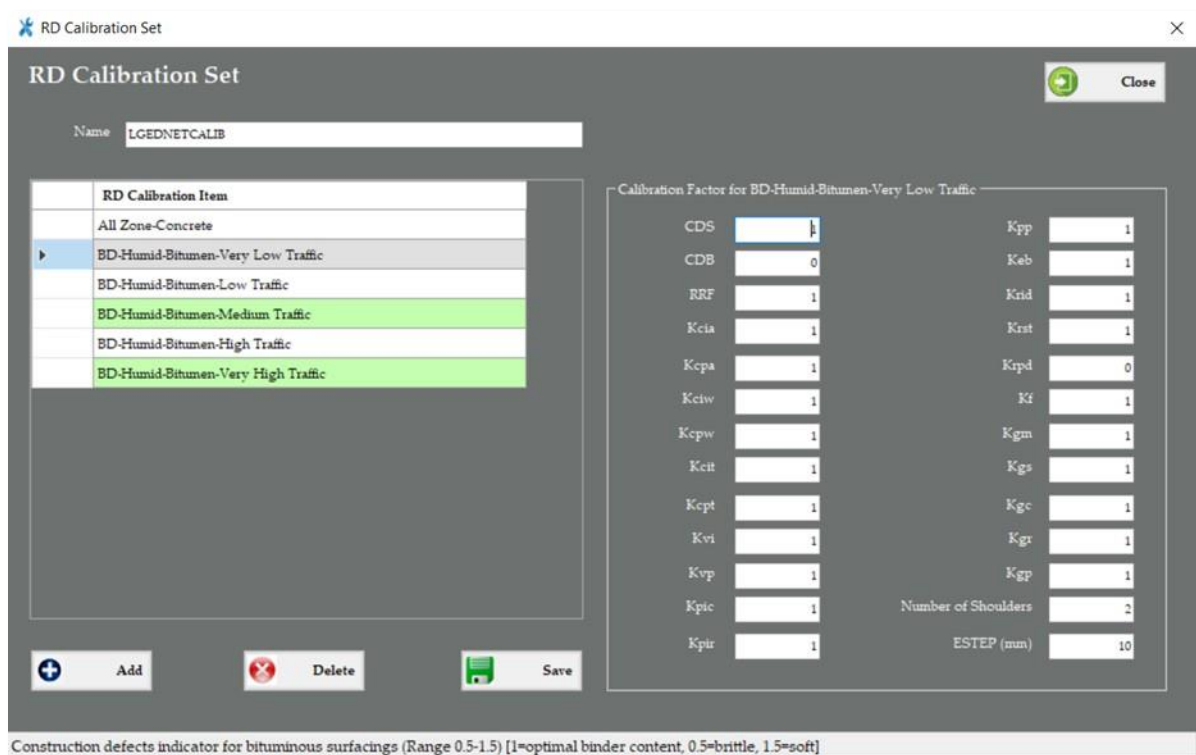 RD Calibration Set
RD Calibration Set
Close
Name LGEDNETCALIB
RD Calibration Item
All Zone-Concrete
BD-Humid-Bitumen-Very Low Traffic
BD-Humid-Bitumen-Low Traffic
BD-Humid-Bitumen-Medium Traffic
BD-Humid-Bitumen-High Traffic
BD-Humid-Bitumen-Very High Traffic
Add Delete Save
Calibration Factor for BD-Humid-Bitumen-Very Low Traffic
CDS 1 Kpp 1
CDB 0 Keb 1
RRF 1 Krid 1
Kcia 1 Krst 1
Kcpa 1 Krpd 0
Kciw 1 Kf 1
Kcpw 1 Kgm 1
Kcit 1 Kgs 1
Kcpt 1 Kgc 1
Kvi 1 Kgr 1
Kvp 1 Kgp 1
Kpic 1 Number of Shoulders 2
Kpir 1 ESTEP (mm) 10
Construction defects indicator for bituminous surfacings (Range 0.5-1.5) [1=optimal binder content, 0.5=brittle, 1.5=soft]